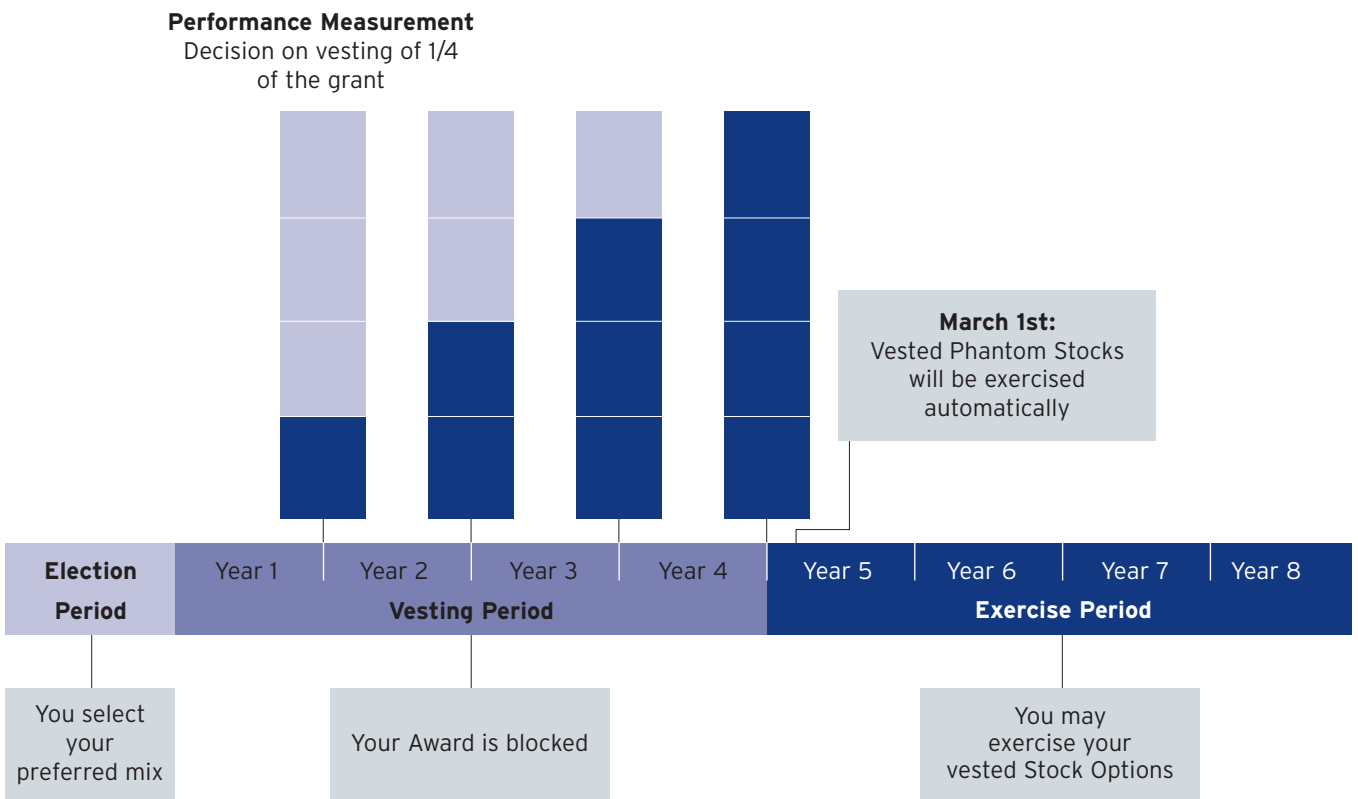 Performance Measurement
Decision on vesting of 1/4
of the grant
March 1st:
Vested Phantom Stocks
will be exercised
automatically
Election
Period
Year 1
Year 2
Year 3
Year 4
Vesting Period
Year 5
Year 6
Year 7
Year 8
Exercise Period
You select
your
preferred mix
Your Award is blocked
You may
exercise your
vested Stock Options